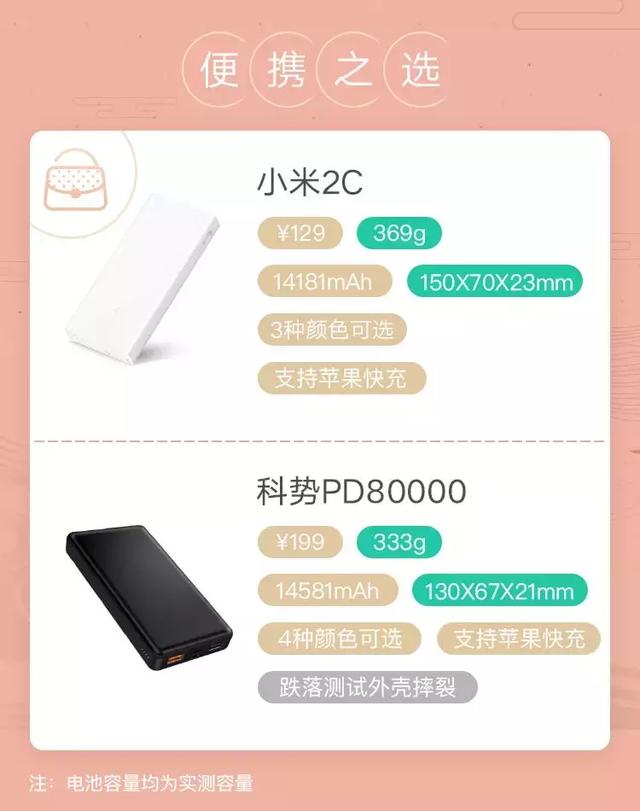 便携之选
小米2C
¥129 369g
14181mAh 150X70X23mm
3种颜色可选
支持苹果快充
科势PD80000
¥199 333g
14581mAh 130X67X21mm
4种颜色可选 支持苹果快充
跌落测试外壳摔裂
注：电池容量均为实测容量